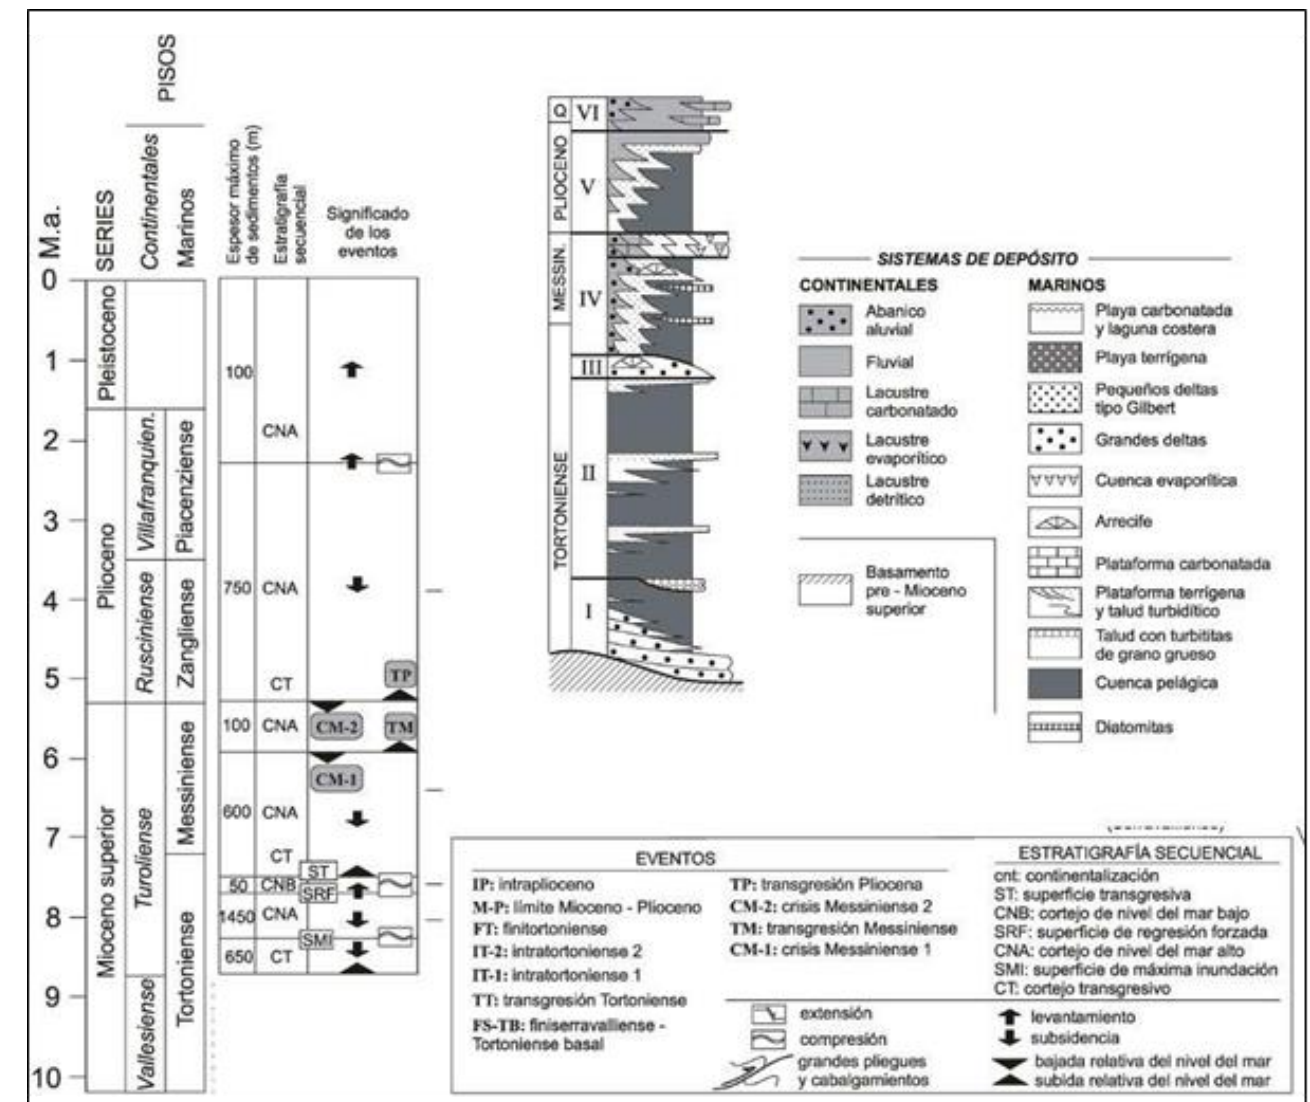 PISOS
M.a.
SERIES
Continentales
Marinos
Espesor máximo
de sedimentos (m)
Estratigrafía
secuencial
Significado
de los
eventos
0
1
2
3
4
5
6
7
8
9
10
Pleistoceno
Plioceno
Mioceno superior
Villafranquien.
Rusciniense
Turoliense
Vallesiense
Piacenziense
Zangliense
Messiniense
Tortoniense
100
CNA
750
CNA
CT
TP
100
CNA
CM-2
TM
CM-1
600
CNA
CT
ST
50
CNB
SRF
1450
CNA
SMI
650
CT
Q
PLIOCENO
MESSIN.
TORTONIENSE
VI
V
IV
III
II
I
SISTEMAS DE DEPÓSITO
CONTINENTALES
Abanico
aluvial
Fluvial
Lacustre
carbonatado
Lacustre
evaporítico
Lacustre
detrítico
Basamento
pre - Mioceno
superior
MARINOS
Playa carbonatada
y laguna costera
Playa terrígena
Pequeños deltas
tipo Gilbert
Grandes deltas
Cuenca evaporítica
Arrecife
Plataforma carbonatada
Plataforma terrígena
y talud turbidítico
Talud con turbititas
de grano grueso
Cuenca pelágica
Diatomitas
EVENTOS
IP: intraplioceno
M-P: límite Mioceno - Plioceno
FT: finitortoniense
IT-2: intratortoniense 2
IT-1: intratortoniense 1
TT: transgresión Tortoniense
FS-TB: finiserravalliense -
Tortoniense basal
TP: transgresión Pliocena
CM-2: crisis Messiniense 2
TM: transgresión Messiniense
CM-1: crisis Messiniense 1
extensión
compresión
grandes pliegues
y cabalgamientos
ESTRATIGRAFÍA SECUENCIAL
cnt: continentalización
ST: superficie transgresiva
CNB: cortejo de nivel del mar bajo
SRF: superficie de regresión forzada
CNA: cortejo de nivel del mar alto
SMI: superficie de máxima inundación
CT: cortejo transgresivo
levantamiento
subsidencia
bajada relativa del nivel del mar
subida relativa del nivel del mar